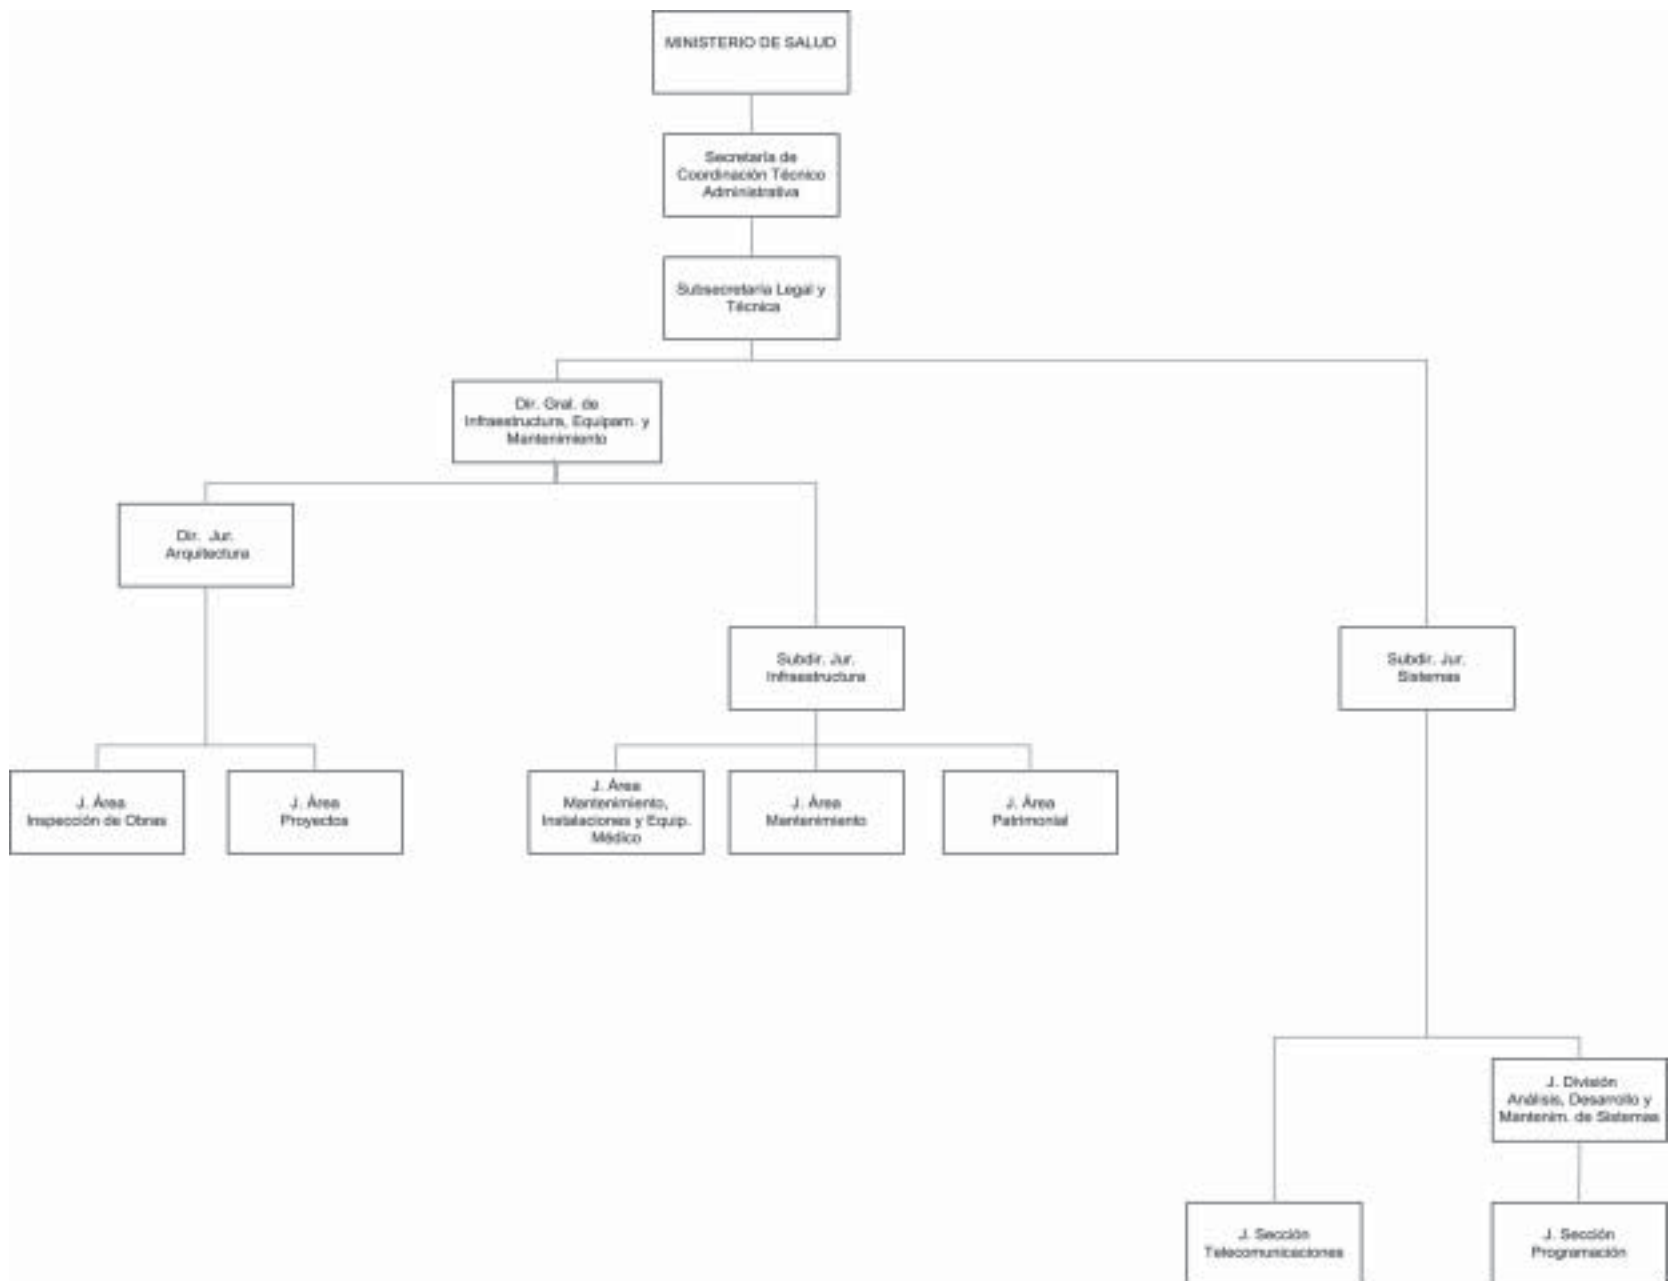 MINISTERIO DE SALUD
Secretaría de
Coordinación Técnico
Administrativa
Subsecretaría Legal y
Técnica
Dir. Gral. de
Infraestructura, Equipam. y
Mantenimiento
Dir. Jur.
Arquitectura
Subdir. Jur.
Infraestructura
Subdir. Jur.
Sistemas
J. Área
Inspección de Obras
J. Área
Proyectos
J. Área
Mantenimiento,
Instalaciones y Equip.
Médico
J. Área
Mantenimiento
J. Área
Patrimonial
J. División
Análisis, Desarrollo y
Mantenim. de Sistemas
J. Sección
Telecomunicaciones
J. Sección
Programación